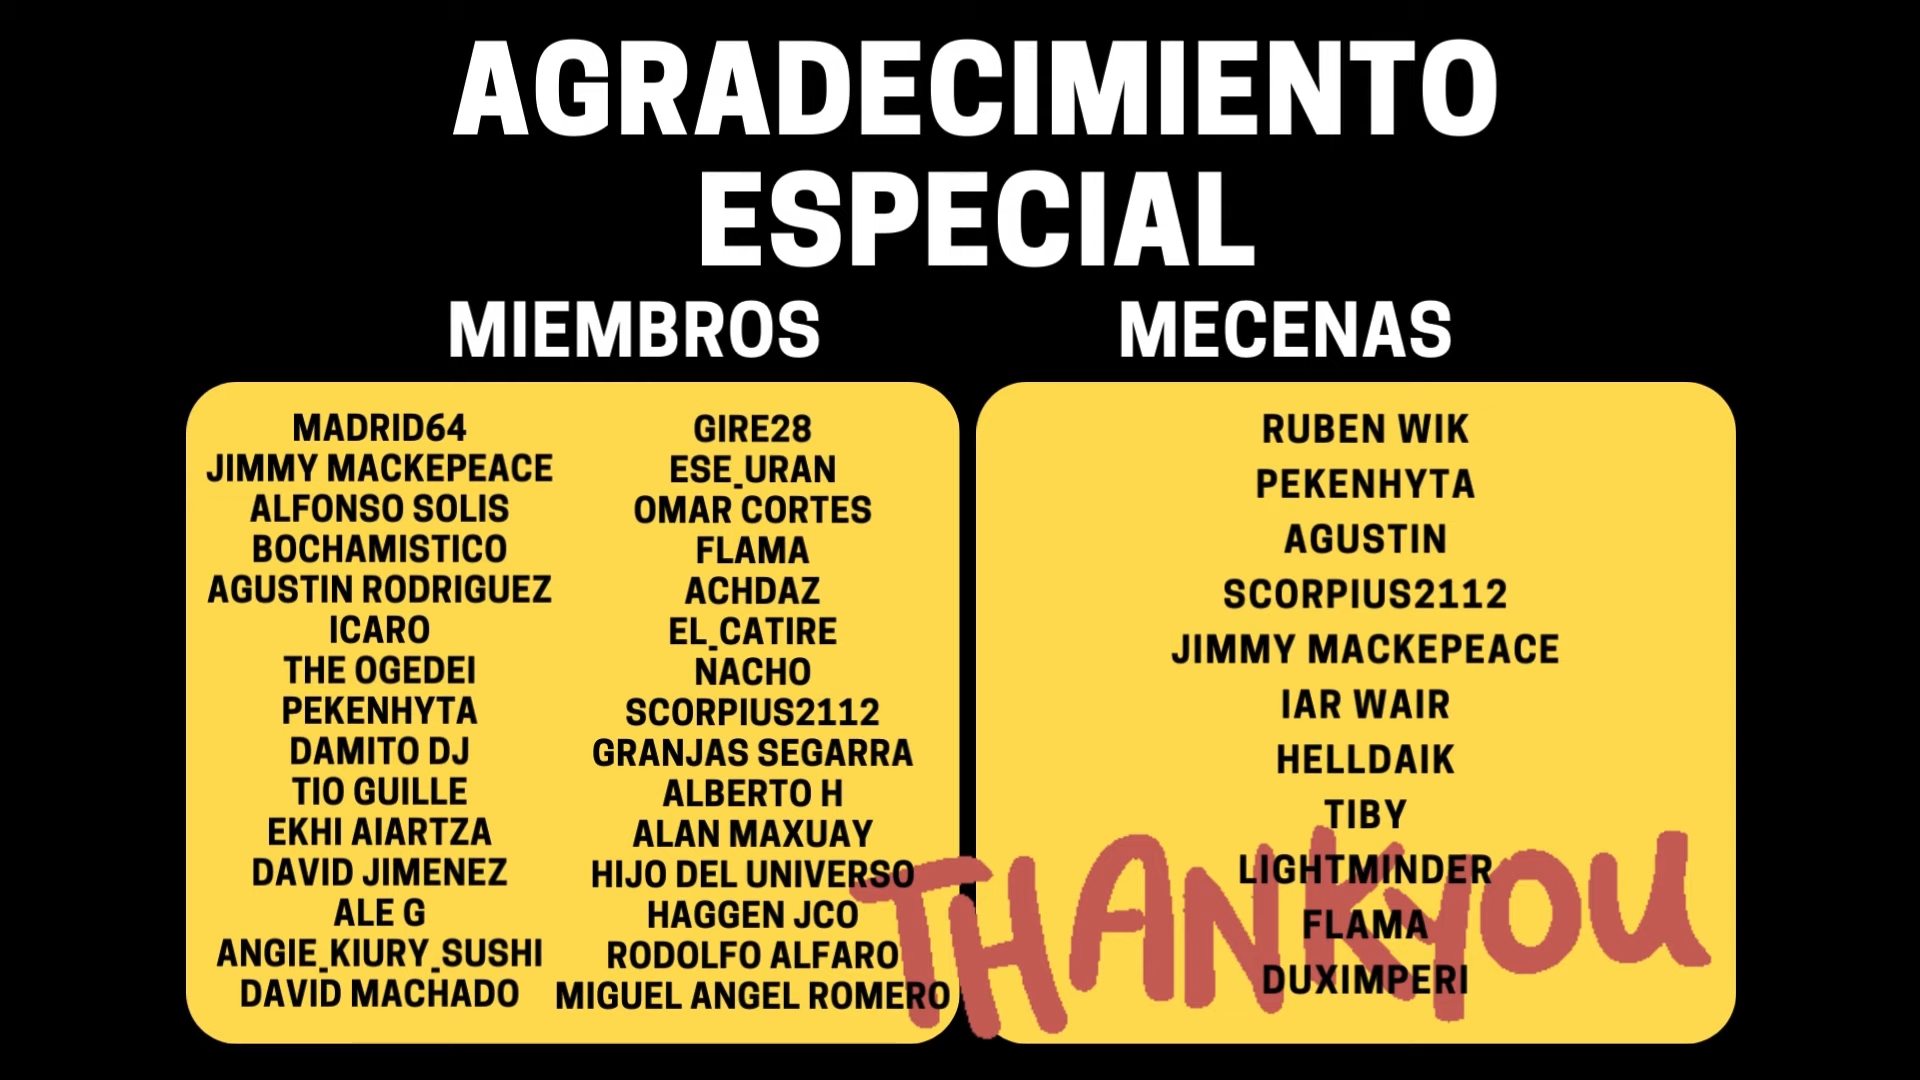 AGRADECIMIENTO
ESPECIAL
MIEMBROS
MADRID64
JIMMY MACKEPEACE
ALFONSO SOLIS
BOCHAMISTICO
AGUSTIN RODRIGUEZ
ICARO
THE OGEDEI
PEKENHYTA
DAMITO DJ
TIO GUILLE
EKHI AIARTZA
DAVID JIMENEZ
ALE G
ANGIE_KIURY_SUSHI
DAVID MACHADO
GIRE28
ESE_URAN
OMAR CORTES
FLAMA
ACHDAZ
EL_CATIRE
NACHO
SCORPIUS2112
GRANJAS SEGARRA
ALBERTO H
ALAN MAXUAY
HIJO DEL UNIVERSO
HAGGEN JCO
RODOLFO ALFARO
MIGUEL ANGEL ROMERO
MECENAS
RUBEN WIK
PEKENHYTA
AGUSTIN
SCORPIUS2112
JIMMY MACKEPEACE
IAR WAIR
HELLDAIK
TIBY
LIGHTMINDER
FLAMA
DUXIMPERI
THANK YOU